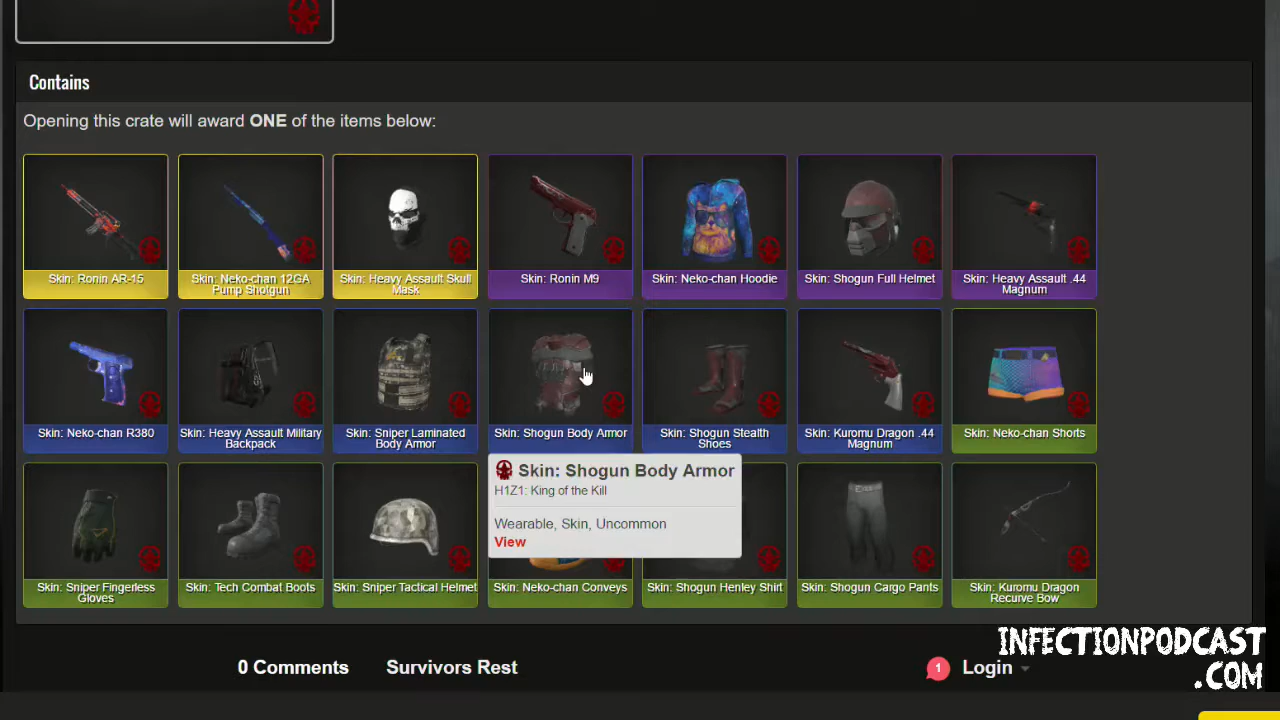 Contains
Opening this crate will award ONE of the items below:
Skin: Ronin AR-15
Skin: Neko-chan 12GA
Pump Shotgun
Skin: Heavy Assault Skull
Mask
Skin: Ronin M9
Skin: Neko-chan Hoodie
Skin: Shogun Full Helmet
Skin: Heavy Assault .44
Magnum
Skin: Neko-chan R380
Skin: Heavy Assault Military
Backpack
Skin: Sniper Laminated
Body Armor
Skin: Shogun Body Armor
Skin: Shogun Stealth
Shoes
Skin: Kuromu Dragon .44
Magnum
Skin: Neko-chan Shorts
Skin: Shogun Body Armor
H1Z1: King of the Kill
Wearable, Skin, Uncommon
View
Skin: Sniper Fingerless
Gloves
Skin: Tech Combat Boots
Skin: Sniper Tactical Helmet
Skin: Neko-chan Conveys
Skin: Shogun Henley Shirt
Skin: Shogun Cargo Pants
Skin: Kuromu Dragon
Recurve Bow
0 Comments
Survivors Rest
1
Login
INFECTIONPODCAST
.COM